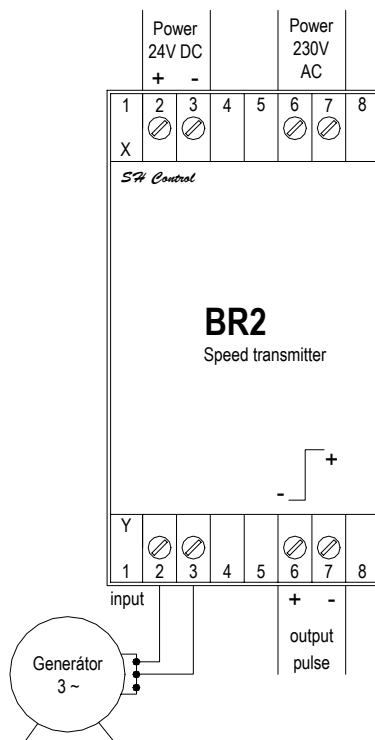 Power
24V DC
+ -
Power
230V
AC
1 2 3 4 5 6 7 8
X
SH Control
BR2
Speed transmitter
+
-
Y
1 2 3 4 5 6 7 8
input
+ -
output
pulse
Generátor
3 ~